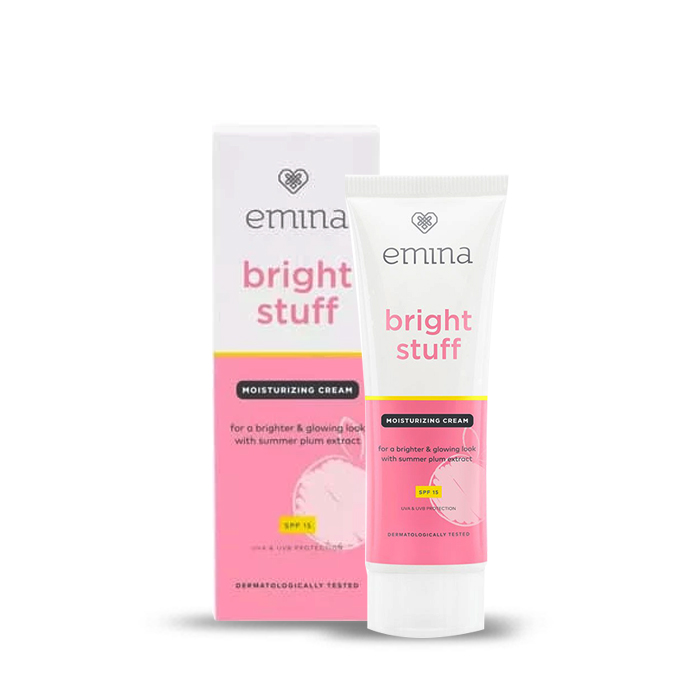 emina
bright
stuff
MOISTURIZING CREAM
for a brighter & glowing look
with summer plum extract
SPF 15
UVA & UVB PROTECTION
DERMATOLOGICALLY TESTED
emina
bright
stuff
MOISTURIZING CREAM
for a brighter & glowing look
with summer plum extract
SPF 15
UVA & UVB PROTECTION
DERMATOLOGICALLY TESTED